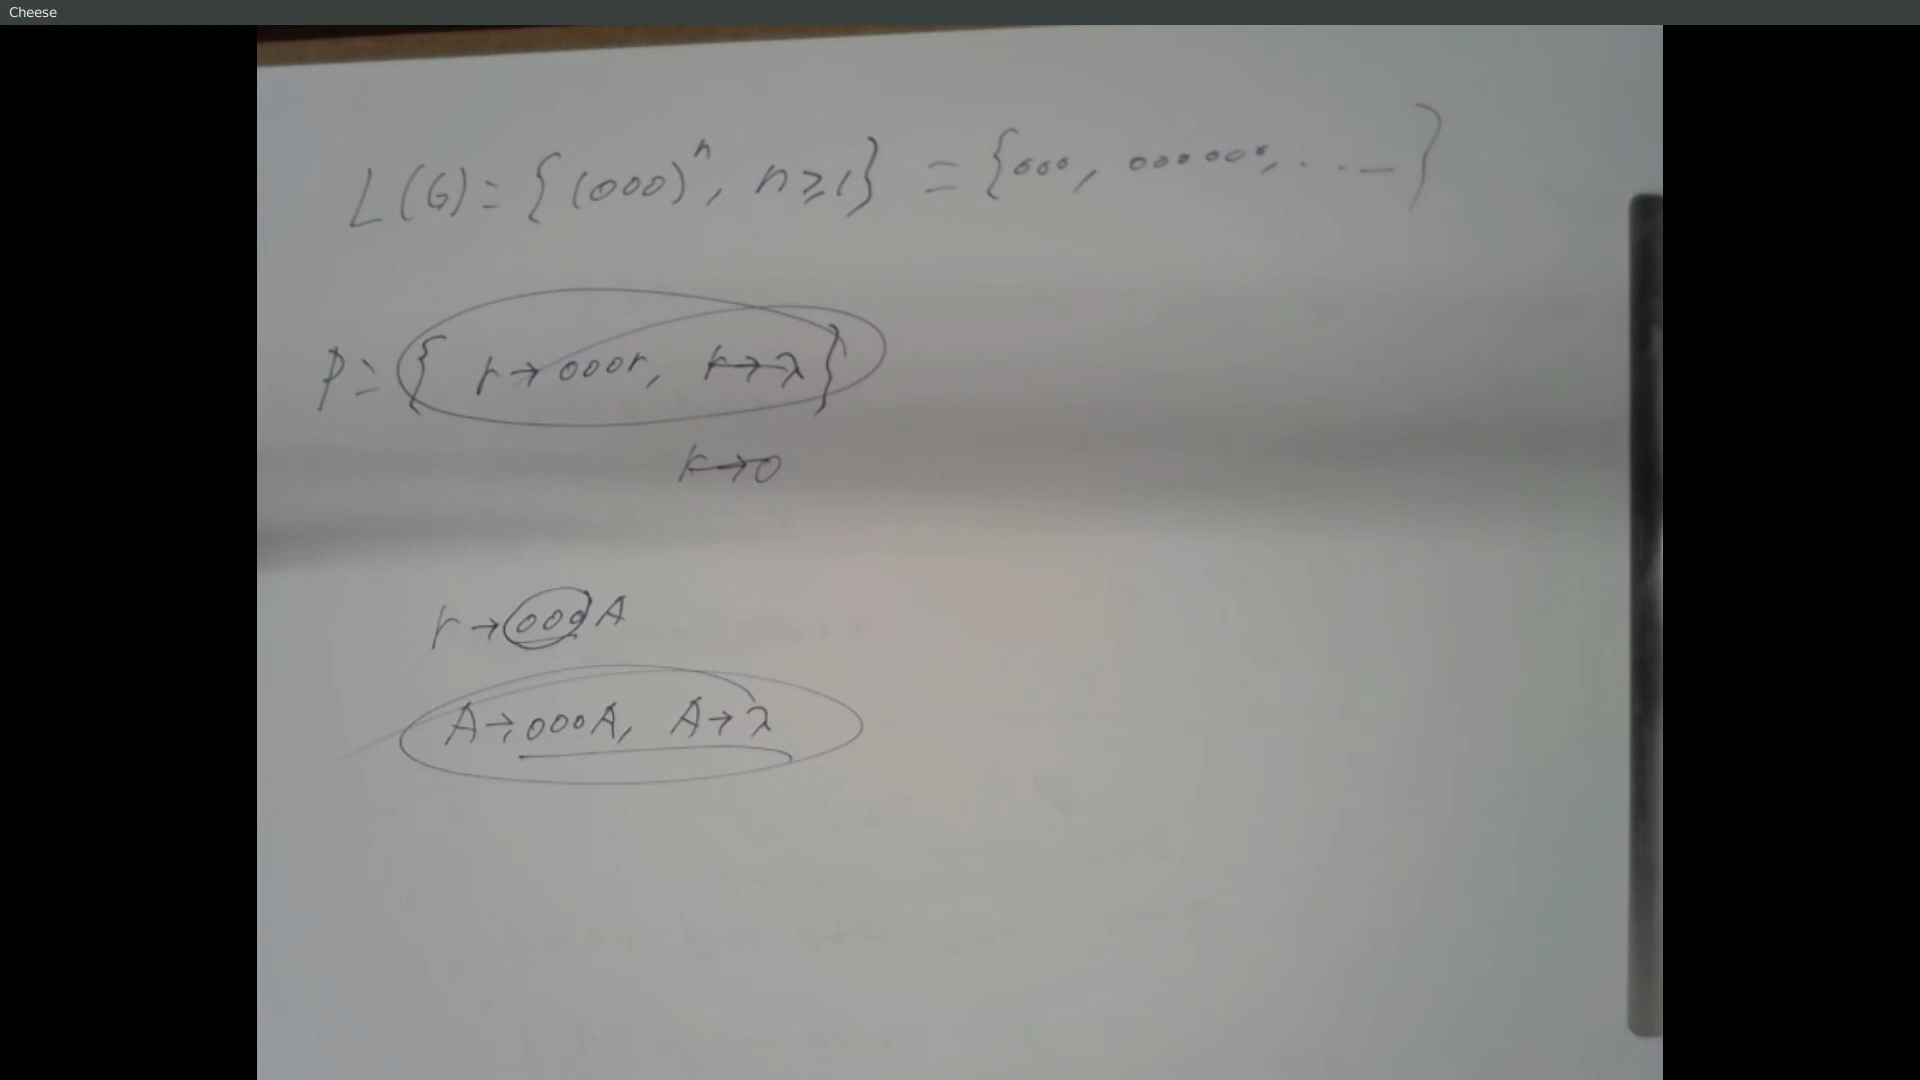 Cheese
L(G) = {(000)ⁿ, n≥1} = {000, 000000, ...}
P = { r→000r, r→λ}
r→0
r→000A
A→000A, A→λ